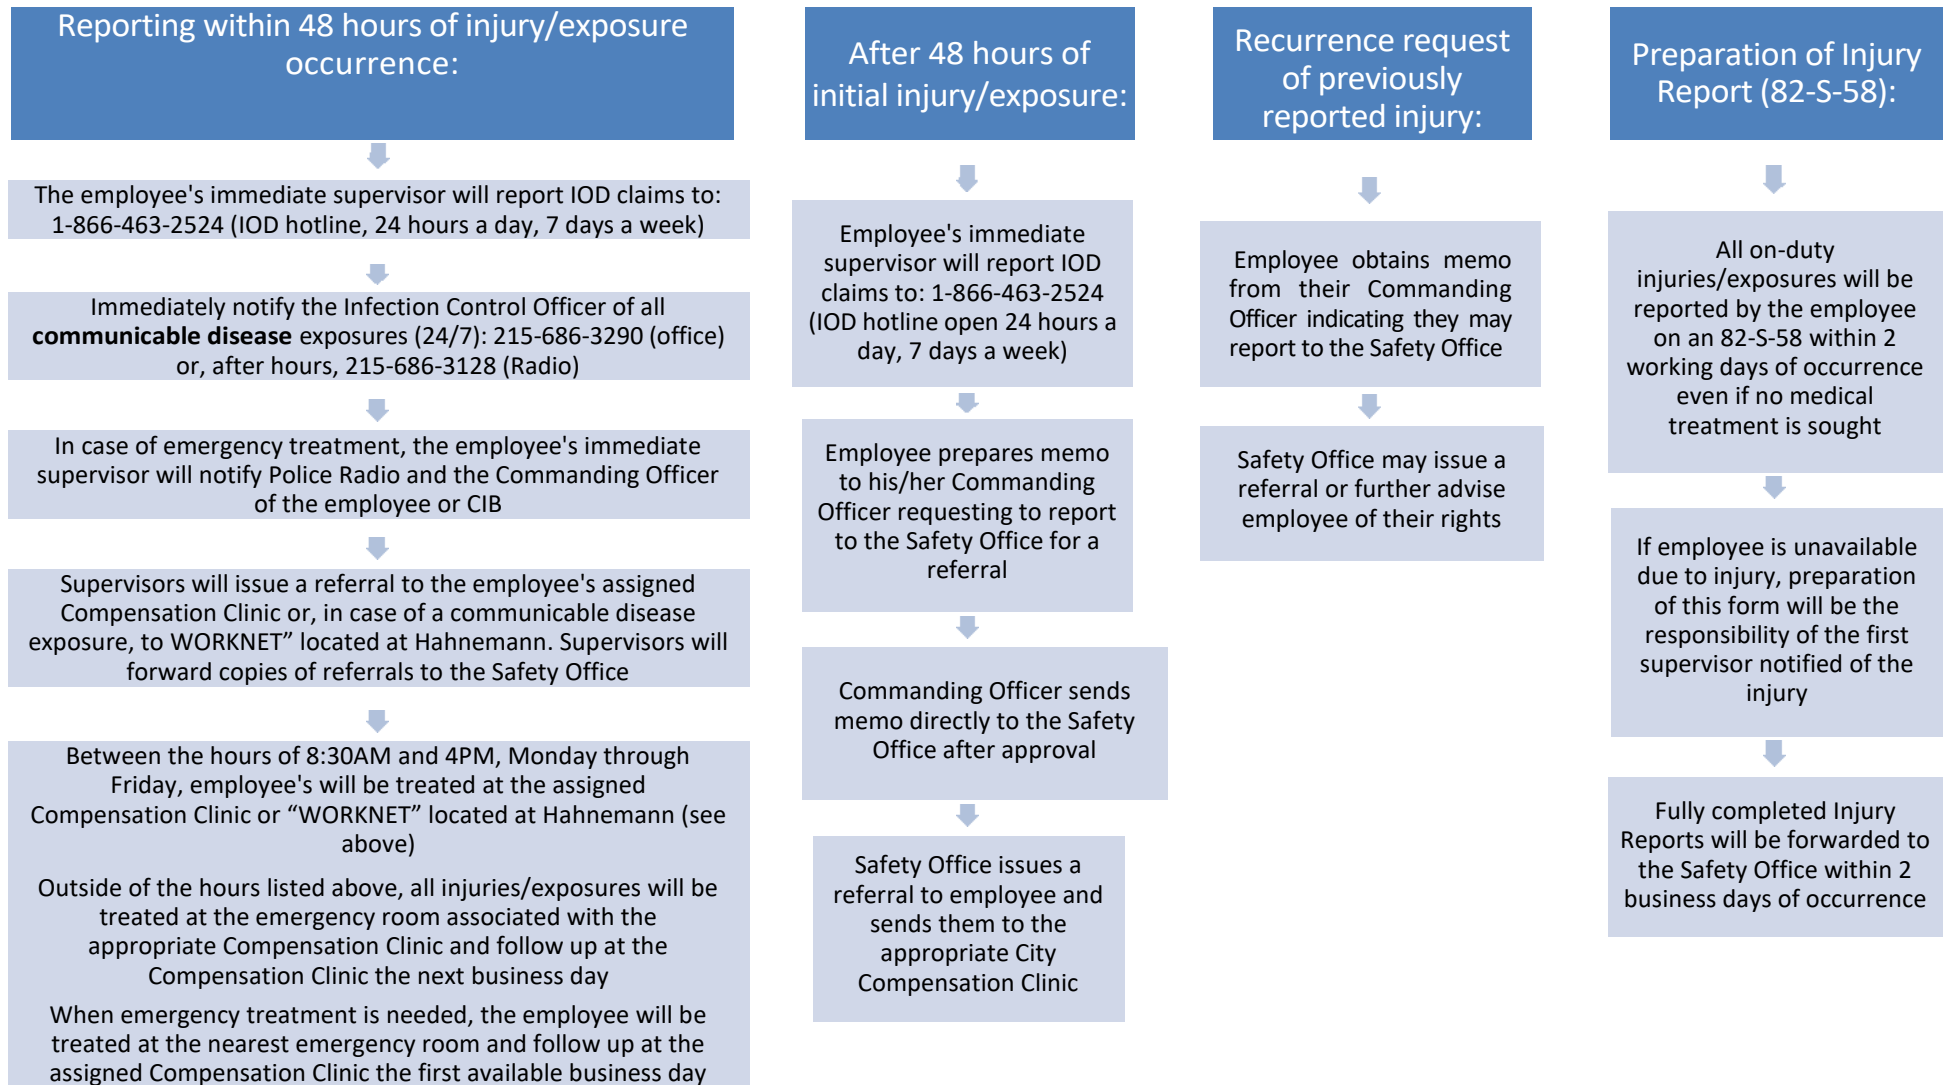 Reporting within 48 hours of injury/exposure
occurrence:
The employee's immediate supervisor will report IOD claims to:
1-866-463-2524 (IOD hotline, 24 hours a day, 7 days a week)
Immediately notify the Infection Control Officer of all
communicable disease exposures (24/7): 215-686-3290 (office)
or, after hours, 215-686-3128 (Radio)
In case of emergency treatment, the employee's immediate
supervisor will notify Police Radio and the Commanding Officer
of the employee or CIB
Supervisors will issue a referral to the employee's assigned
Compensation Clinic or, in case of a communicable disease
exposure, to WORKNET” located at Hahnemann. Supervisors will
forward copies of referrals to the Safety Office
Between the hours of 8:30AM and 4PM, Monday through
Friday, employee's will be treated at the assigned
Compensation Clinic or “WORKNET” located at Hahnemann (see
above)
Outside of the hours listed above, all injuries/exposures will be
treated at the emergency room associated with the
appropriate Compensation Clinic and follow up at the
Compensation Clinic the next business day
When emergency treatment is needed, the employee will be
treated at the nearest emergency room and follow up at the
assigned Compensation Clinic the first available business day
After 48 hours of
initial injury/exposure:
Employee's immediate
supervisor will report IOD
claims to: 1-866-463-2524
(IOD hotline open 24 hours a
day, 7 days a week)
Employee prepares memo
to his/her Commanding
Officer requesting to report
to the Safety Office for a
referral
Commanding Officer sends
memo directly to the Safety
Office after approval
Safety Office issues a
referral to employee and
sends them to the
appropriate City
Compensation Clinic
Recurrence request
of previously
reported injury:
Employee obtains memo
from their Commanding
Officer indicating they may
report to the Safety Office
Safety Office may issue a
referral or further advise
employee of their rights
Preparation of Injury
Report (82-S-58):
All on-duty
injuries/exposures will be
reported by the employee
on an 82-S-58 within 2
working days of occurrence
even if no medical
treatment is sought
If employee is unavailable
due to injury, preparation
of this form will be the
responsibility of the first
supervisor notified of the
injury
Fully completed Injury
Reports will be forwarded to
the Safety Office within 2
business days of occurrence